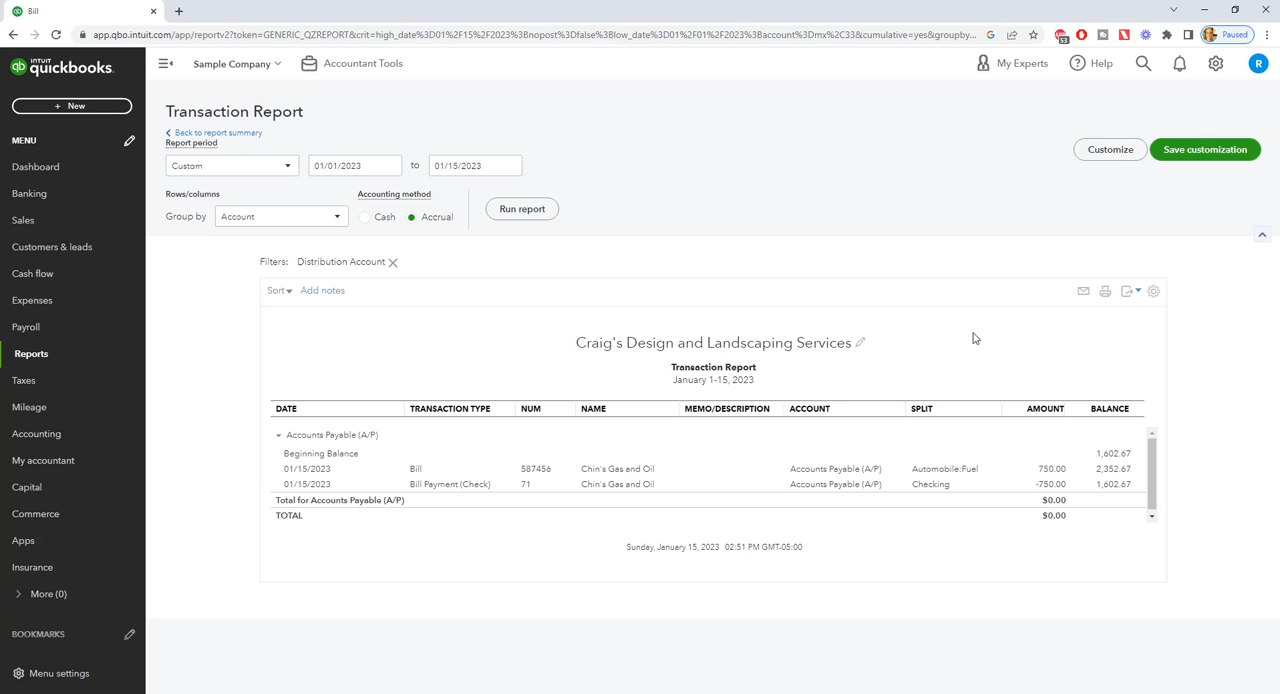 Bill
app.qbo.intuit.com/app/reportv2?token=GENERIC_QZREPORT&crit=high_date%3D01%2F15%2F2023%3Bnopost%3Dfalse%3Blow_date%3D01%2F01%2F2023%3Baccount%3Dmx%2C33&cumulative=yes&groupby...
53
Paused
INTUIT
quickbooks.
Sample Company
Accountant Tools
My Experts
Help
R
+ New
MENU
Dashboard
Banking
Sales
Customers & leads
Cash flow
Expenses
Payroll
Reports
Taxes
Mileage
Accounting
My accountant
Capital
Commerce
Apps
Insurance
More (0)
BOOKMARKS
Menu settings
Transaction Report
Back to report summary
Report period
Custom 01/01/2023 to 01/15/2023
Customize
Save customization
Rows/columns Accounting method
Group by Account Cash Accrual
Run report
Filters: Distribution Account
Sort Add notes
Craig's Design and Landscaping Services
Transaction Report
January 1-15, 2023
DATE TRANSACTION TYPE NUM NAME MEMO/DESCRIPTION ACCOUNT SPLIT AMOUNT BALANCE
Accounts Payable (A/P)
Beginning Balance 1,602.67
01/15/2023 Bill 587456 Chin's Gas and Oil Accounts Payable (A/P) Automobile:Fuel 750.00 2,352.67
01/15/2023 Bill Payment (Check) 71 Chin's Gas and Oil Accounts Payable (A/P) Checking -750.00 1,602.67
Total for Accounts Payable (A/P) $0.00
TOTAL $0.00
Sunday, January 15, 2023 02:51 PM GMT-05:00